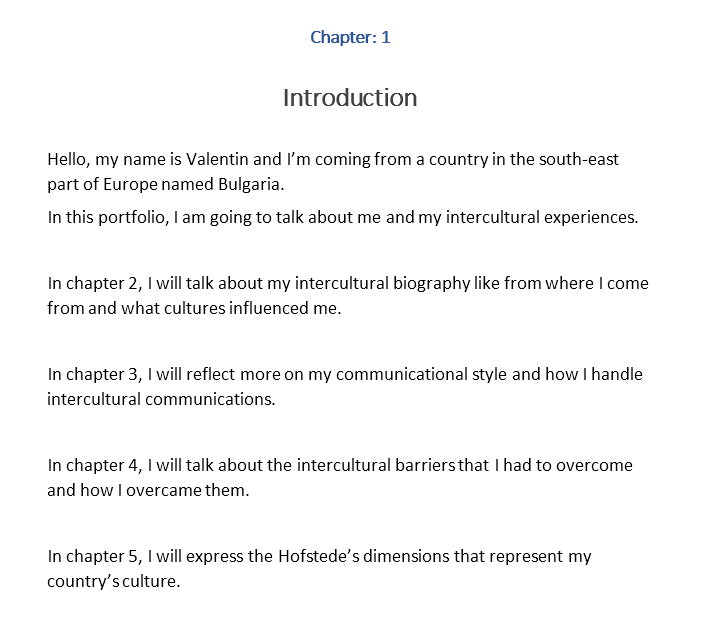 Chapter: 1
Introduction
Hello, my name is Valentin and I’m coming from a country in the south-east
part of Europe named Bulgaria.
In this portfolio, I am going to talk about me and my intercultural experiences.
In chapter 2, I will talk about my intercultural biography like from where I come
from and what cultures influenced me.
In chapter 3, I will reflect more on my communicational style and how I handle
intercultural communications.
In chapter 4, I will talk about the intercultural barriers that I had to overcome
and how I overcame them.
In chapter 5, I will express the Hofstede’s dimensions that represent my
country’s culture.